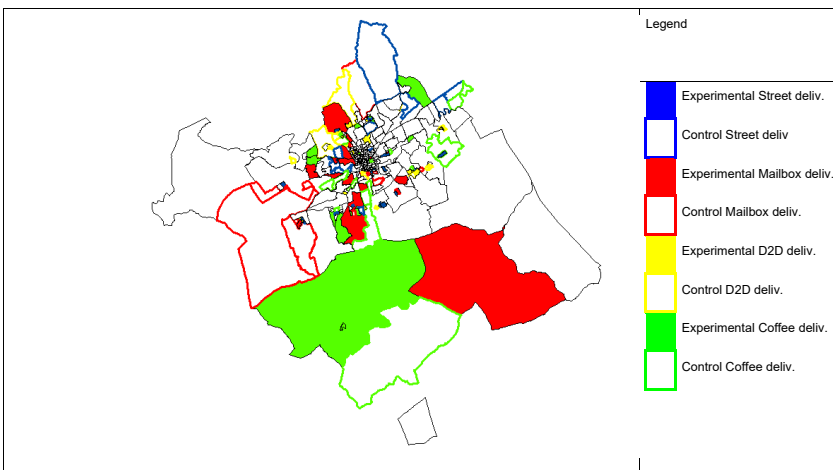 Legend
Experimental Street deliv.
Control Street deliv
Experimental Mailbox deliv.
Control Mailbox deliv.
Experimental D2D deliv.
Control D2D deliv.
Experimental Coffee deliv.
Control Coffee deliv.